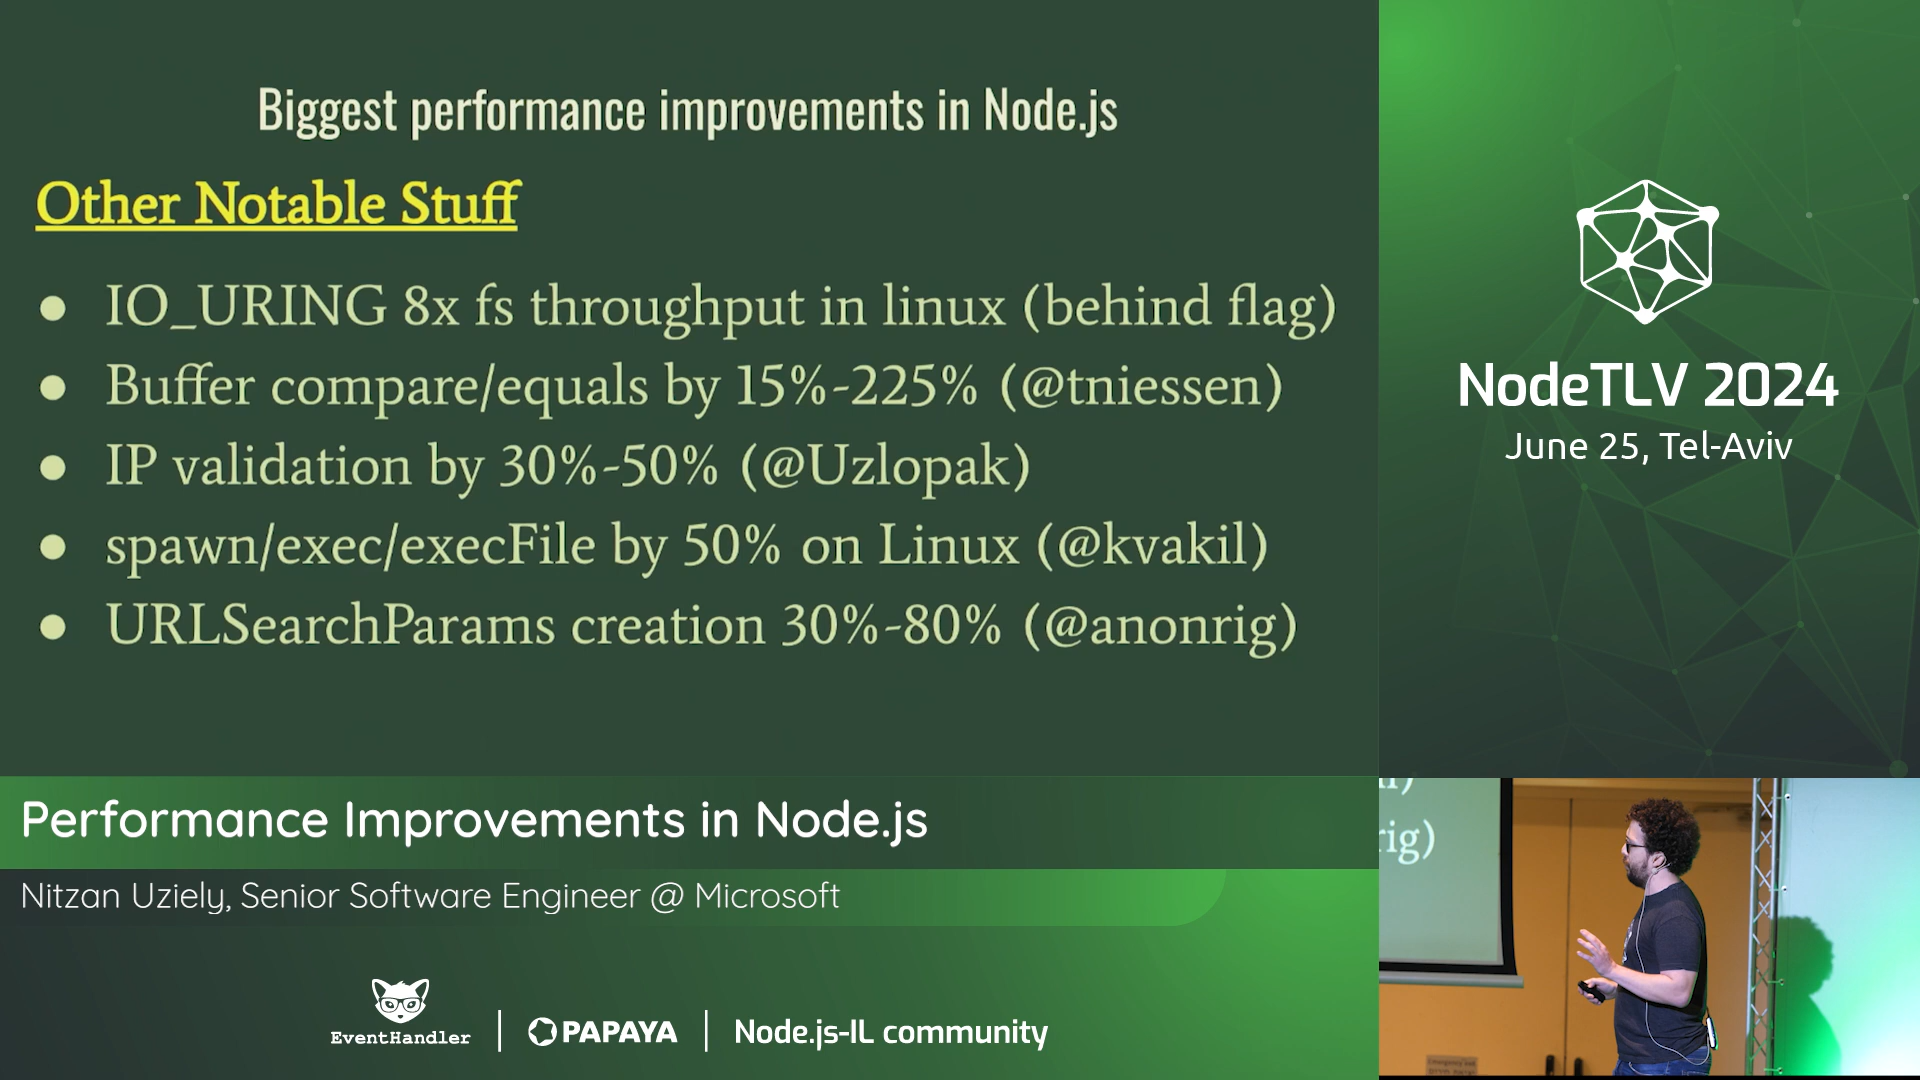 Biggest performance improvements in Node.js
Other Notable Stuff
● IO_URING 8x fs throughput in linux (behind flag)
● Buffer compare/equals by 15%-225% (@tniessen)
● IP validation by 30%-50% (@Uzlopak)
● spawn/exec/execFile by 50% on Linux (@kvakil)
● URLSearchParams creation 30%-80% (@anonrig)
NodeTLV 2024
June 25, Tel-Aviv
rig)
Performance Improvements in Node.js
Nitzan Uziely, Senior Software Engineer @ Microsoft
EventHandler
PAPAYA
Node.js-IL community